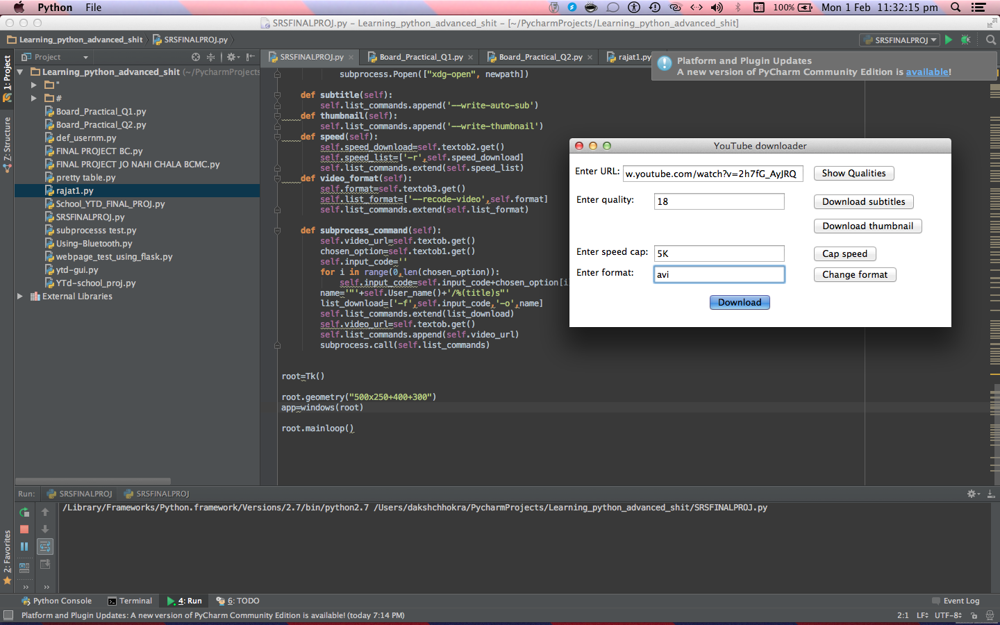 Python File 100% Mon 1 Feb 11:32:15 pm
SRSFINALPROJ.py – Learning_python_advanced_shit – [~/PycharmProjects/Learning_python_advanced_shit]
Learning_python_advanced_shit SRSFINALPROJ.py SRSFINALPROJ
Project SRSFINALPROJ.py Board_Practical_Q1.py Board_Practical_Q2.py rajat1.py
Platform and Plugin Updates
A new version of PyCharm Community Edition is available!
1: Project
Z: Structure
2: Favorites
Learning_python_advanced_shit (~/PycharmProjects
"
#
Board_Practical_Q1.py
Board_Practical_Q2.py
def_usernm.py
FINAL PROJECT BC.py
FINAL PROJECT JO NAHI CHALA BCMC.py
pretty table.py
rajat1.py
School_YTD_FINAL_PROJ.py
SRSFINALPROJ.py
subprocesss test.py
Using-Bluetooth.py
webpage_test_using_flask.py
ytd-gui.py
YTd-school_proj.py
External Libraries
subprocess.Popen(["xdg-open", newpath])
def subtitle(self):
self.list_commands.append('--write-auto-sub')
def thumbnail(self):
self.list_commands.append('--write-thumbnail')
def speed(self):
self.speed_download=self.textob2.get()
self.speed_list=['-r',self.speed_download]
self.list_commands.extend(self.speed_list)
def video_format(self):
self.format=self.textob3.get()
self.list_format=['--recode-video',self.format]
self.list_commands.extend(self.list_format)
def subprocess_command(self):
self.video_url=self.textob.get()
chosen_option=self.textob1.get()
self.input_code=''
for i in range(0,len(chosen_option)):
self.input_code=self.input_code+chosen_option[i
name='"'+self.User_name()+'/%(title)s"'
list_download=['-f',self.input_code,'-o',name]
self.list_commands.extend(list_download)
self.video_url=self.textob.get()
self.list_commands.append(self.video_url)
subprocess.call(self.list_commands)
root=Tk()
root.geometry("500x250+400+300")
app=windows(root)
root.mainloop()
YouTube downloader
Enter URL: w.youtube.com/watch?v=2h7fG_AyJRQ Show Qualities
Enter quality: 18 Download subtitles
Download thumbnail
Enter speed cap: 5K Cap speed
Enter format: avi Change format
Download
Run: SRSFINALPROJ SRSFINALPROJ
/Library/Frameworks/Python.framework/Versions/2.7/bin/python2.7 /Users/dakshchhokra/PycharmProjects/Learning_python_advanced_shit/SRSFINALPROJ.py
Python Console Terminal 4: Run 6: TODO Event Log
Platform and Plugin Updates: A new version of PyCharm Community Edition is available! (today 7:14 PM) 2:1 LF UTF-8